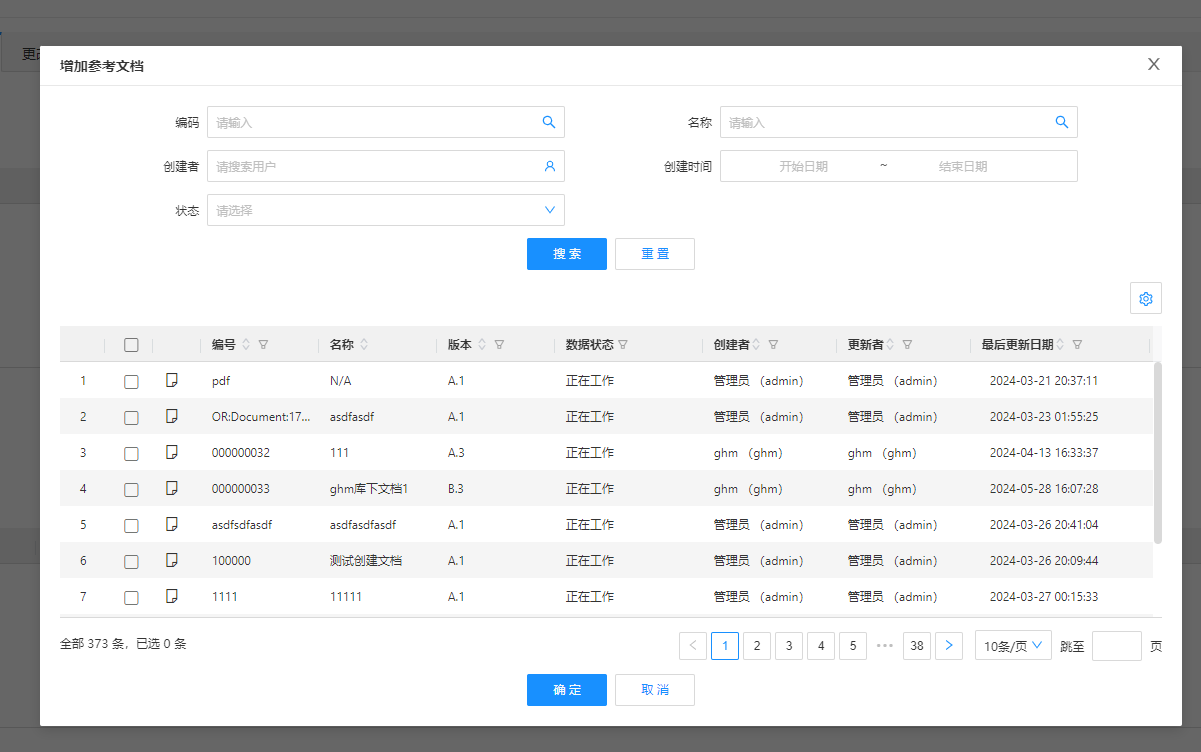 更改
增加参考文档
编码 请输入 名称 请输入
创建者 请搜索用户 创建时间 开始日期 ~ 结束日期
状态 请选择
搜 索 重 置
编号 名称 版本 数据状态 创建者 更新者 最后更新日期
1 pdf N/A A.1 正在工作 管理员 (admin) 管理员 (admin) 2024-03-21 20:37:11
2 OR:Document:17... asdfasdf A.1 正在工作 管理员 (admin) 管理员 (admin) 2024-03-23 01:55:25
3 000000032 111 A.3 正在工作 ghm (ghm) ghm (ghm) 2024-04-13 16:33:37
4 000000033 ghm库下文档1 B.3 正在工作 ghm (ghm) ghm (ghm) 2024-05-28 16:07:28
5 asdfsdfasdf asdfasdfasdf A.1 正在工作 管理员 (admin) 管理员 (admin) 2024-03-26 20:41:04
6 100000 测试创建文档 A.1 正在工作 管理员 (admin) 管理员 (admin) 2024-03-26 20:09:44
7 1111 11111 A.1 正在工作 管理员 (admin) 管理员 (admin) 2024-03-27 00:15:33
全部 373 条，已选 0 条 < 1 2 3 4 5 ••• 38 > 10条/页 跳至 页
确 定 取 消